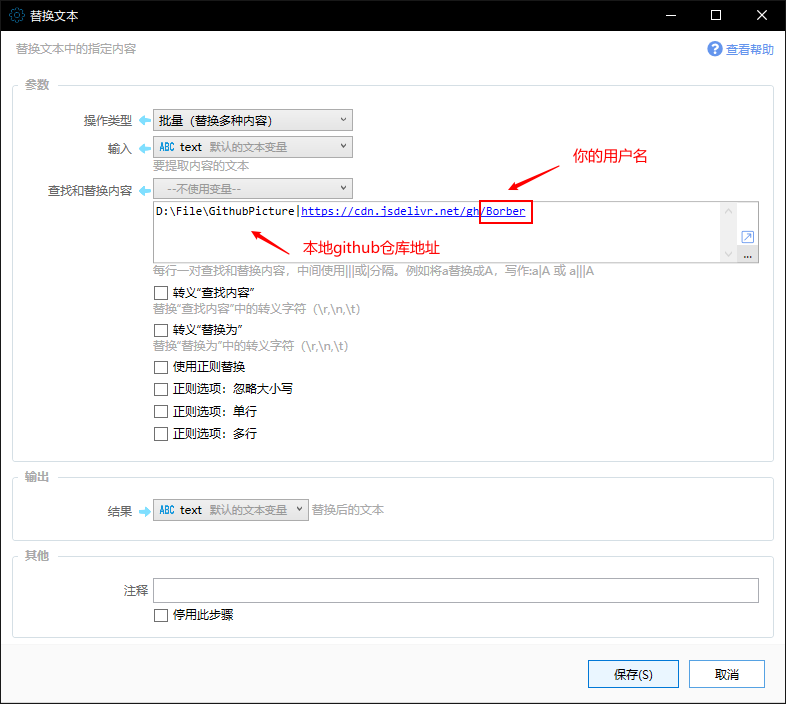 替换文本
替换文本中的指定内容
查看帮助
参数
操作类型 批量（替换多种内容）
输入 ABC text 默认的文本变量
要提取内容的文本
你的用户名
查找和替换内容 --不使用变量--
D:\File\GithubPicture|https://cdn.jsdelivr.net/gh/Borber
本地github仓库地址
...
每行一对查找和替换内容，中间使用|||或|分隔。例如将a替换成A，写作:a|A 或 a|||A
转义“查找内容”
替换“查找内容”中的转义字符（\r,\n,\t）
转义“替换为”
替换“替换为”中的转义字符（\r,\n,\t）
使用正则替换
正则选项：忽略大小写
正则选项：单行
正则选项：多行
输出
结果 ABC text 默认的文本变量 替换后的文本
其他
注释
停用此步骤
保存(S) 取消